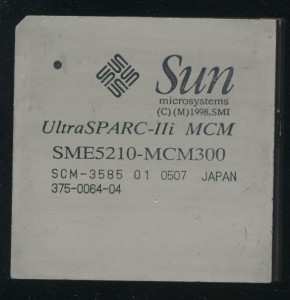 Sun
microsystems
(C) (M)1998,SMI
UltraSPARC-IIi MCM
SME5210-MCM300
SCM-3585 01 0507 JAPAN
375-0064-04